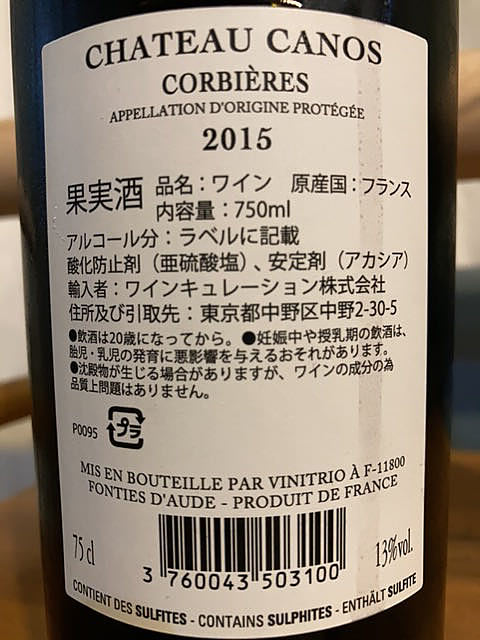 CHATEAU CANOS
CORBIÈRES
APPELLATION D'ORIGINE PROTÉGÉE
2015
果実酒 品名：ワイン 原産国：フランス
内容量：750ml
アルコール分：ラベルに記載
酸化防止剤（亜硫酸塩）、安定剤（アカシア）
輸入者：ワインキュレーション株式会社
住所及び引取先：東京都中野区中野2-30-5
●飲酒は20歳になってから。●妊娠中や授乳期の飲酒は、
胎児・乳児の発育に悪影響を与えるおそれがあります。
●沈殿物が生じる場合がありますが、ワインの成分の為
品質上問題はありません。
P0095 プラ
MIS EN BOUTEILLE PAR VINITRIO À F-11800
FONTIES D'AUDE - PRODUIT DE FRANCE
75 cl 13%vol.
3 760043 503100
CONTIENT DES SULFITES - CONTAINS SULPHITES - ENTHÄLT SULFITE